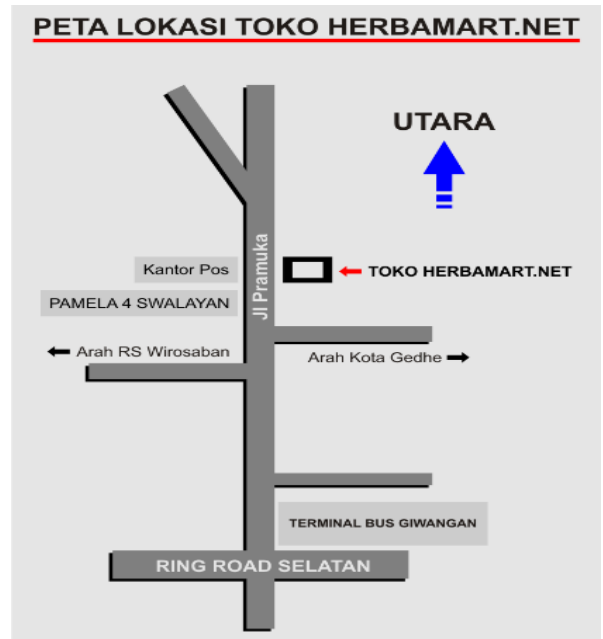 PETA LOKASI TOKO HERBAMART.NET
UTARA
Jl Pramuka
Kantor Pos
TOKO HERBAMART.NET
PAMELA 4 SWALAYAN
Arah RS Wirosaban
Arah Kota Gedhe
TERMINAL BUS GIWANGAN
RING ROAD SELATAN